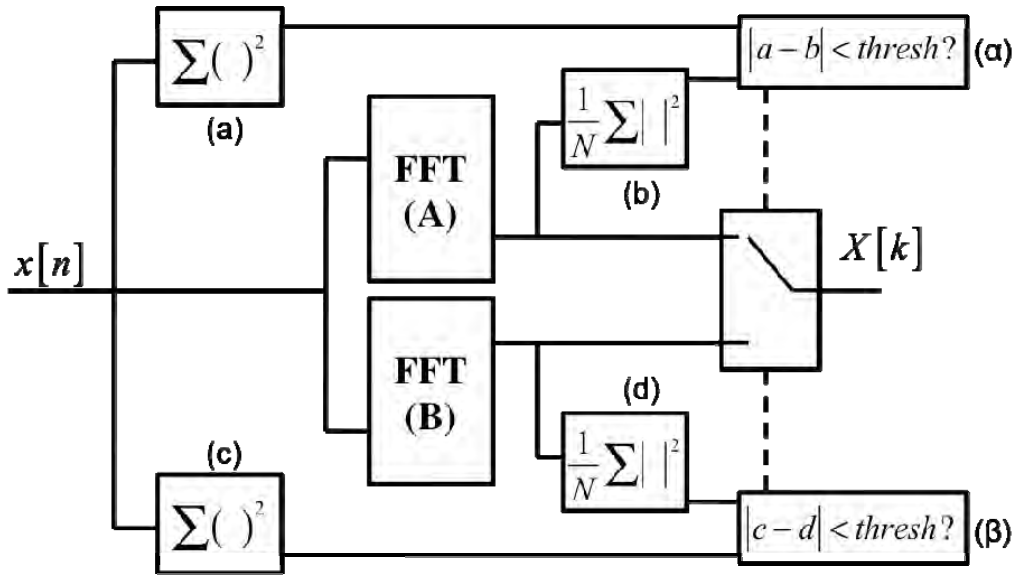 ∑( )²
(a)
|a − b| < thresh?
(α)
1/N ∑| |²
(b)
FFT
(A)
x[n]
X[k]
FFT
(B)
(d)
1/N ∑| |²
(c)
∑( )²
|c − d| < thresh?
(β)